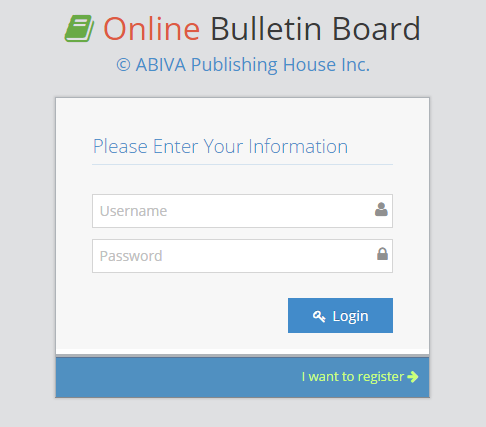 Online Bulletin Board
© ABIVA Publishing House Inc.
Please Enter Your Information
Username
Password
Login
I want to register